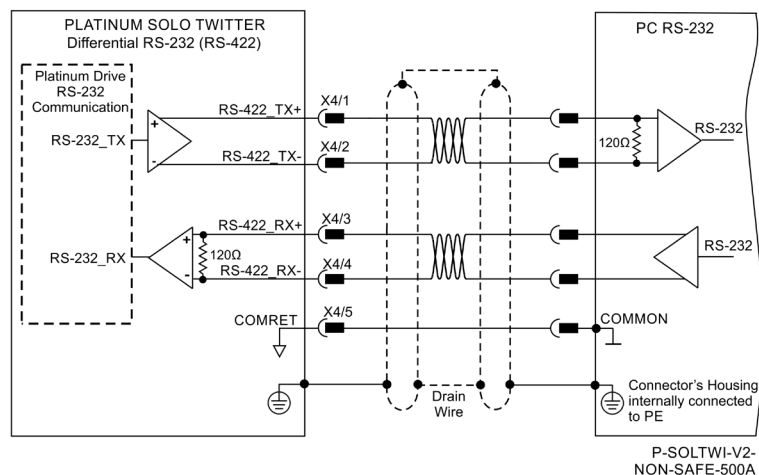 PLATINUM SOLO TWITTER
Differential RS-232 (RS-422)
PC RS-232
Platinum Drive
RS-232
Communication
RS-422_TX+
X4/1
RS-232_TX
+
-
120Ω
RS-232
RS-422_TX-
X4/2
RS-422_RX+
X4/3
RS-232_RX
+
-
120Ω
RS-232
RS-422_RX-
X4/4
COMRET
X4/5
COMMON
Drain
Wire
Connector's Housing
internally connected
to PE
P-SOLTWI-V2-
NON-SAFE-500A